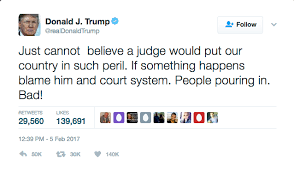 Donald J. Trump
@realDonaldTrump
Follow
Just cannot believe a judge would put our
country in such peril. If something happens
blame him and court system. People pouring in.
Bad!
RETWEETS LIKES
29,560 139,691
12:39 PM - 5 Feb 2017
80K 30K 140K